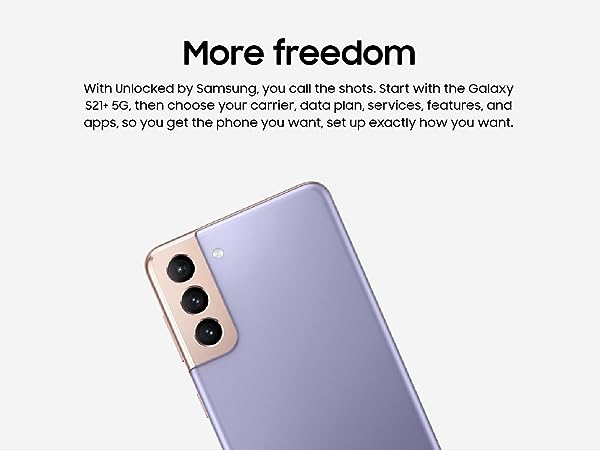 More freedom
With Unlocked by Samsung, you call the shots. Start with the Galaxy
S21+ 5G, then choose your carrier, data plan, services, features, and
apps, so you get the phone you want, set up exactly how you want.